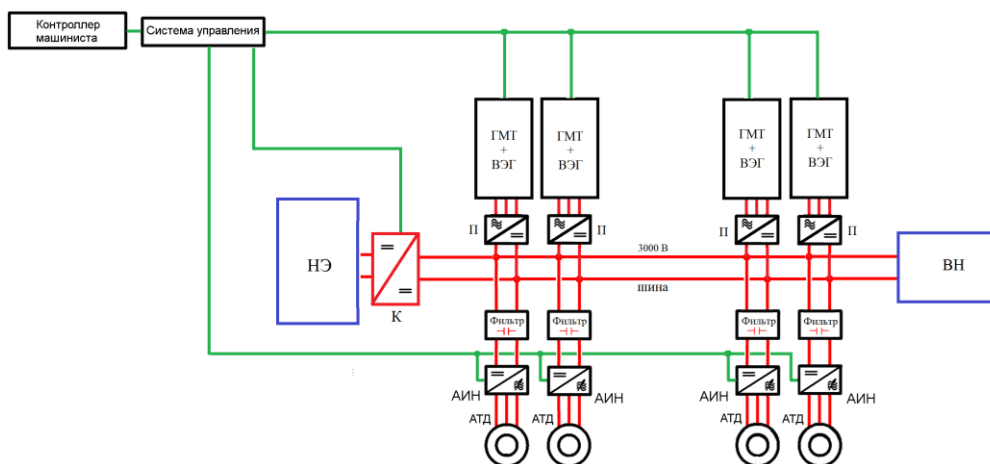 Контроллер
машиниста
Система управления
ГМТ
+
ВЭГ
ГМТ
+
ВЭГ
ГМТ
+
ВЭГ
ГМТ
+
ВЭГ
П
П
П
П
3000 В
шина
НЭ
К
ВН
Фильтр
Фильтр
Фильтр
Фильтр
АИН
АИН
АИН
АИН
АТД
АТД
АТД
АТД